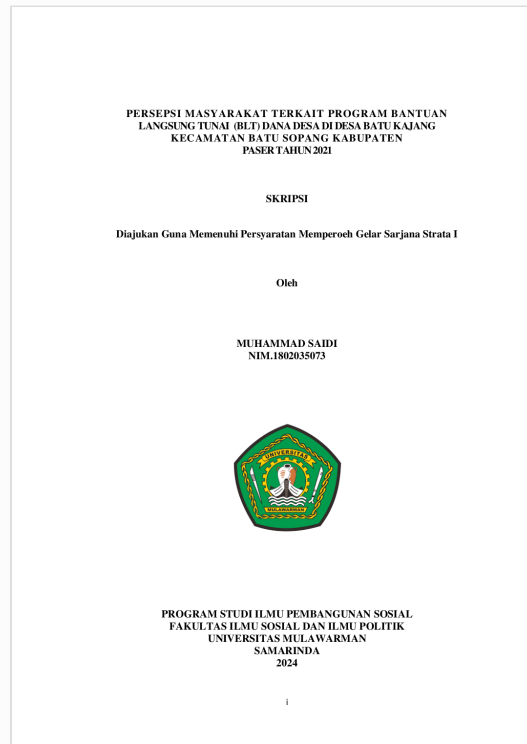 PERSEPSI MASYARAKAT TERKAIT PROGRAM BANTUAN
LANGSUNG TUNAI (BLT) DANA DESA DI DESA BATU KAJANG
KECAMATAN BATU SOPANG KABUPATEN
PASER TAHUN 2021
SKRIPSI
Diajukan Guna Memenuhi Persyaratan Memperoeh Gelar Sarjana Strata I
Oleh
MUHAMMAD SAIDI
NIM.1802035073
UNIVERSITAS
MULAWARMAN
PROGRAM STUDI ILMU PEMBANGUNAN SOSIAL
FAKULTAS ILMU SOSIAL DAN ILMU POLITIK
UNIVERSITAS MULAWARMAN
SAMARINDA
2024
i